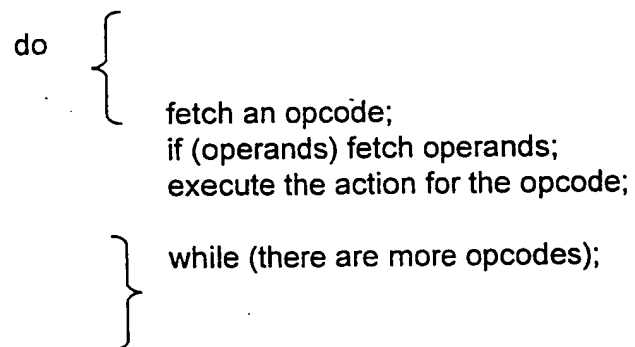 do {
fetch an opcode;
if (operands) fetch operands;
execute the action for the opcode;
} while (there are more opcodes);